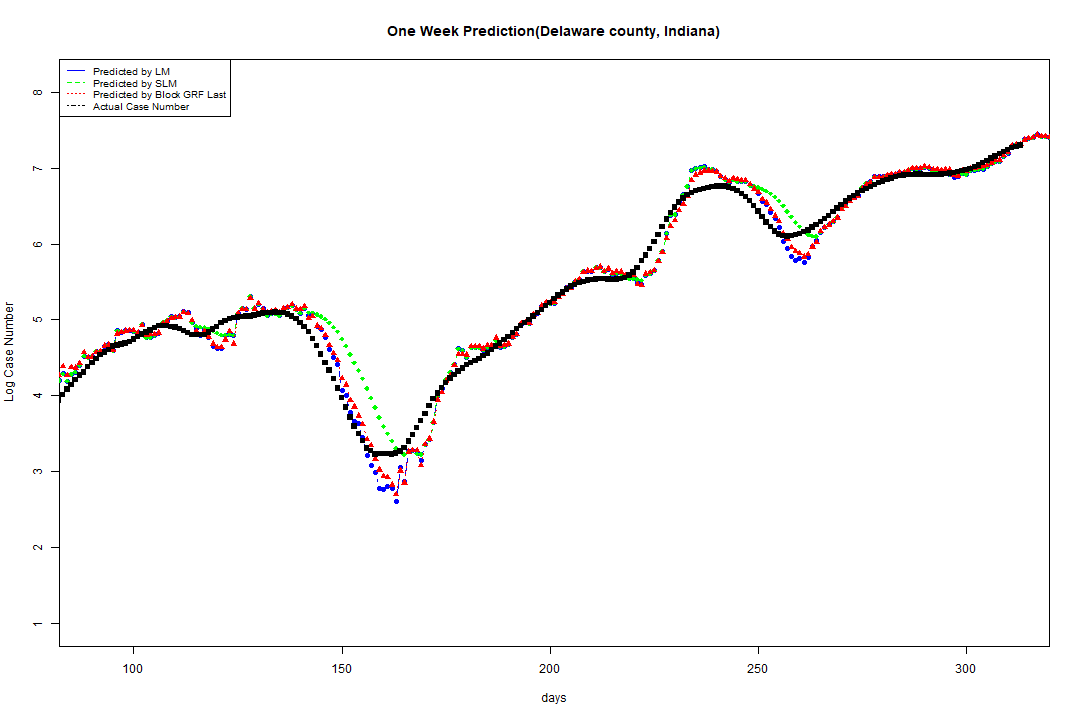 One Week Prediction(Delaware county, Indiana)
Predicted by LM
Predicted by SLM
Predicted by Block GRF Last
Actual Case Number
8
7
6
5
4
3
2
1
Log Case Number
100 150 200 250 300
days